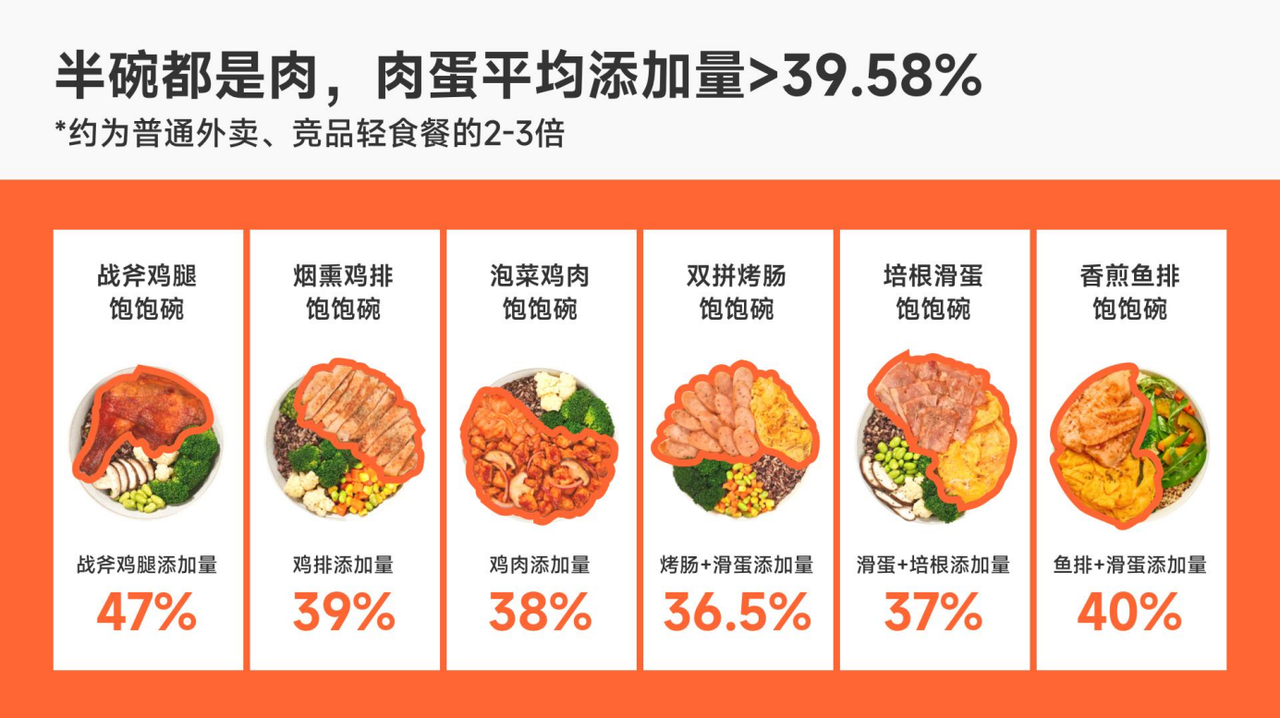 半碗都是肉，肉蛋平均添加量>39.58%
*约为普通外卖、竞品轻食餐的2-3倍
战斧鸡腿
饱饱碗
战斧鸡腿添加量
47%
烟熏鸡排
饱饱碗
鸡排添加量
39%
泡菜鸡肉
饱饱碗
鸡肉添加量
38%
双拼烤肠
饱饱碗
烤肠+滑蛋添加量
36.5%
培根滑蛋
饱饱碗
滑蛋+培根添加量
37%
香煎鱼排
饱饱碗
鱼排+滑蛋添加量
40%